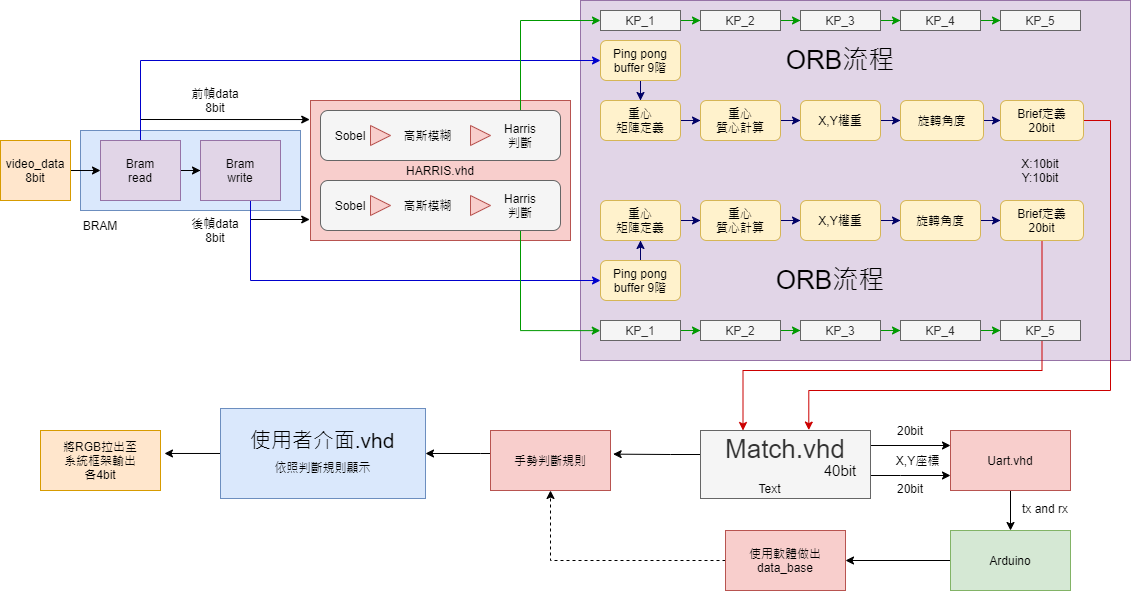 KP_1
KP_2
KP_3
KP_4
KP_5
Ping pong
buffer 9階
ORB流程
前幀data
8bit
重心
矩陣定義
重心
質心計算
X,Y權重
旋轉角度
Brief定義
20bit
Sobel
高斯模糊
Harris
判斷
video_data
8bit
Bram
read
Bram
write
HARRIS.vhd
X:10bit
Y:10bit
Sobel
高斯模糊
Harris
判斷
BRAM
後幀data
8bit
重心
矩陣定義
重心
質心計算
X,Y權重
旋轉角度
Brief定義
20bit
Ping pong
buffer 9階
ORB流程
KP_1
KP_2
KP_3
KP_4
KP_5
將RGB拉出至
系統框架輸出
各4bit
使用者介面.vhd
依照判斷規則顯示
手勢判斷規則
Match.vhd
40bit
Text
20bit
X,Y座標
20bit
Uart.vhd
tx and rx
使用軟體做出
data_base
Arduino